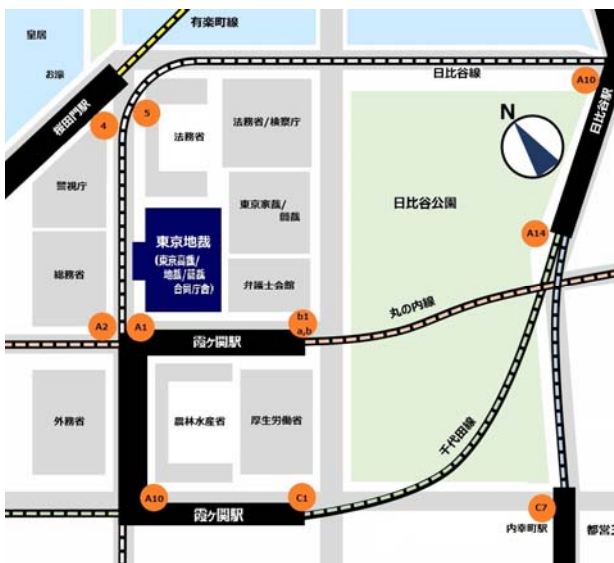 皇居
お濠
有楽町線
桜田門駅
日比谷線
日比谷駅
A10
4
5
法務省
法務省/検察庁
N
警視庁
東京家裁/
簡裁
日比谷公園
東京地裁
(東京高裁/
地裁/簡裁
合同庁舎)
A14
総務省
弁護士会館
丸の内線
A2
A1
b1
a,b
霞ヶ関駅
外務省
農林水産省
厚生労働省
千代田線
A10
C1
霞ヶ関駅
C7
内幸町駅
都営三